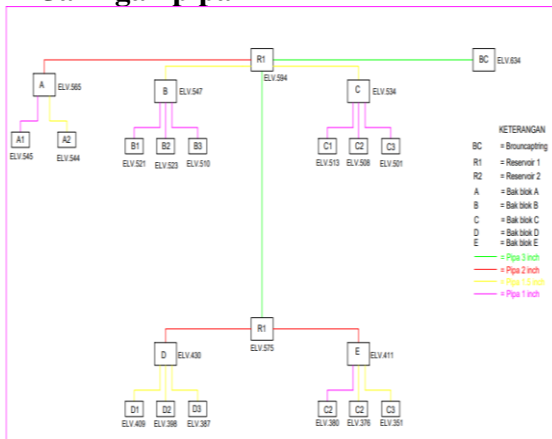 R1
ELV.594
BC
ELV.634
A
ELV.565
B
ELV.547
C
ELV.534
A1
ELV.545
A2
ELV.544
B1
ELV.521
B2
ELV.523
B3
ELV.510
C1
ELV.513
C2
ELV.508
C3
ELV.501
KETERANGAN
BC = Brouncaptring
R1 = Reservoir 1
R2 = Reservoir 2
A = Bak blok A
B = Bak blok B
C = Bak blok C
D = Bak blok D
E = Bak blok E
= Pipa 3 inch
= Pipa 2 inch
= Pipa 1.5 inch
= Pipa 1 inch
R1
ELV.575
D
ELV.430
E
ELV.411
D1
ELV.409
D2
ELV.398
D3
ELV.387
C2
ELV.380
C2
ELV.376
C3
ELV.351